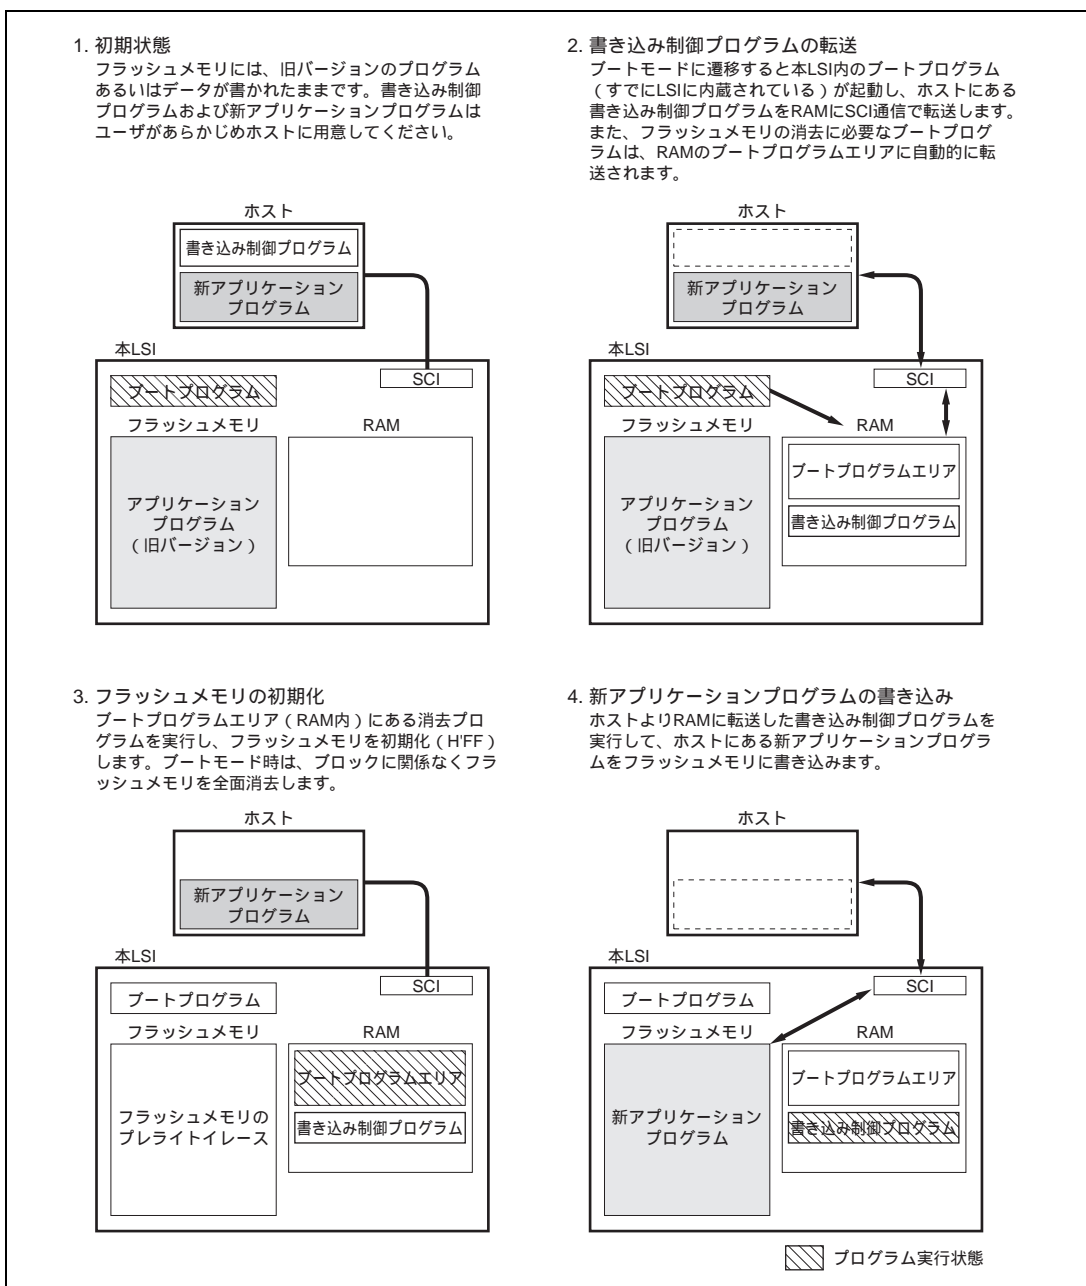 1. 初期状態
フラッシュメモリには、旧バージョンのプログラム
あるいはデータが書かれたままです。書き込み制御
プログラムおよび新アプリケーションプログラムは
ユーザがあらかじめホストに用意してください。
ホスト
書き込み制御プログラム
新アプリケーション
プログラム
本LSI
ブートプログラム
SCI
フラッシュメモリ
RAM
アプリケーション
プログラム
(旧バージョン)
2. 書き込み制御プログラムの転送
ブートモードに遷移すると本LSI内のブートプログラム
(すでにLSIに内蔵されている)が起動し、ホストにある
書き込み制御プログラムをRAMにSCI通信で転送します。
また、フラッシュメモリの消去に必要なブートプログ
ラムは、RAMのブートプログラムエリアに自動的に転
送されます。
ホスト
新アプリケーション
プログラム
本LSI
ブートプログラム
SCI
フラッシュメモリ
RAM
アプリケーション
プログラム
(旧バージョン)
ブートプログラムエリア
書き込み制御プログラム
3. フラッシュメモリの初期化
ブートプログラムエリア(RAM内)にある消去プロ
グラムを実行し、フラッシュメモリを初期化(H'FF)
します。ブートモード時は、ブロックに関係なくフラ
ッシュメモリを全面消去します。
ホスト
新アプリケーション
プログラム
本LSI
ブートプログラム
SCI
フラッシュメモリ
RAM
フラッシュメモリの
プレライトイレース
ブートプログラムエリア
書き込み制御プログラム
4. 新アプリケーションプログラムの書き込み
ホストよりRAMに転送した書き込み制御プログラムを
実行して、ホストにある新アプリケーションプログラ
ムをフラッシュメモリに書き込みます。
ホスト
本LSI
ブートプログラム
SCI
フラッシュメモリ
RAM
新アプリケーション
プログラム
ブートプログラムエリア
書き込み制御プログラム
プログラム実行状態